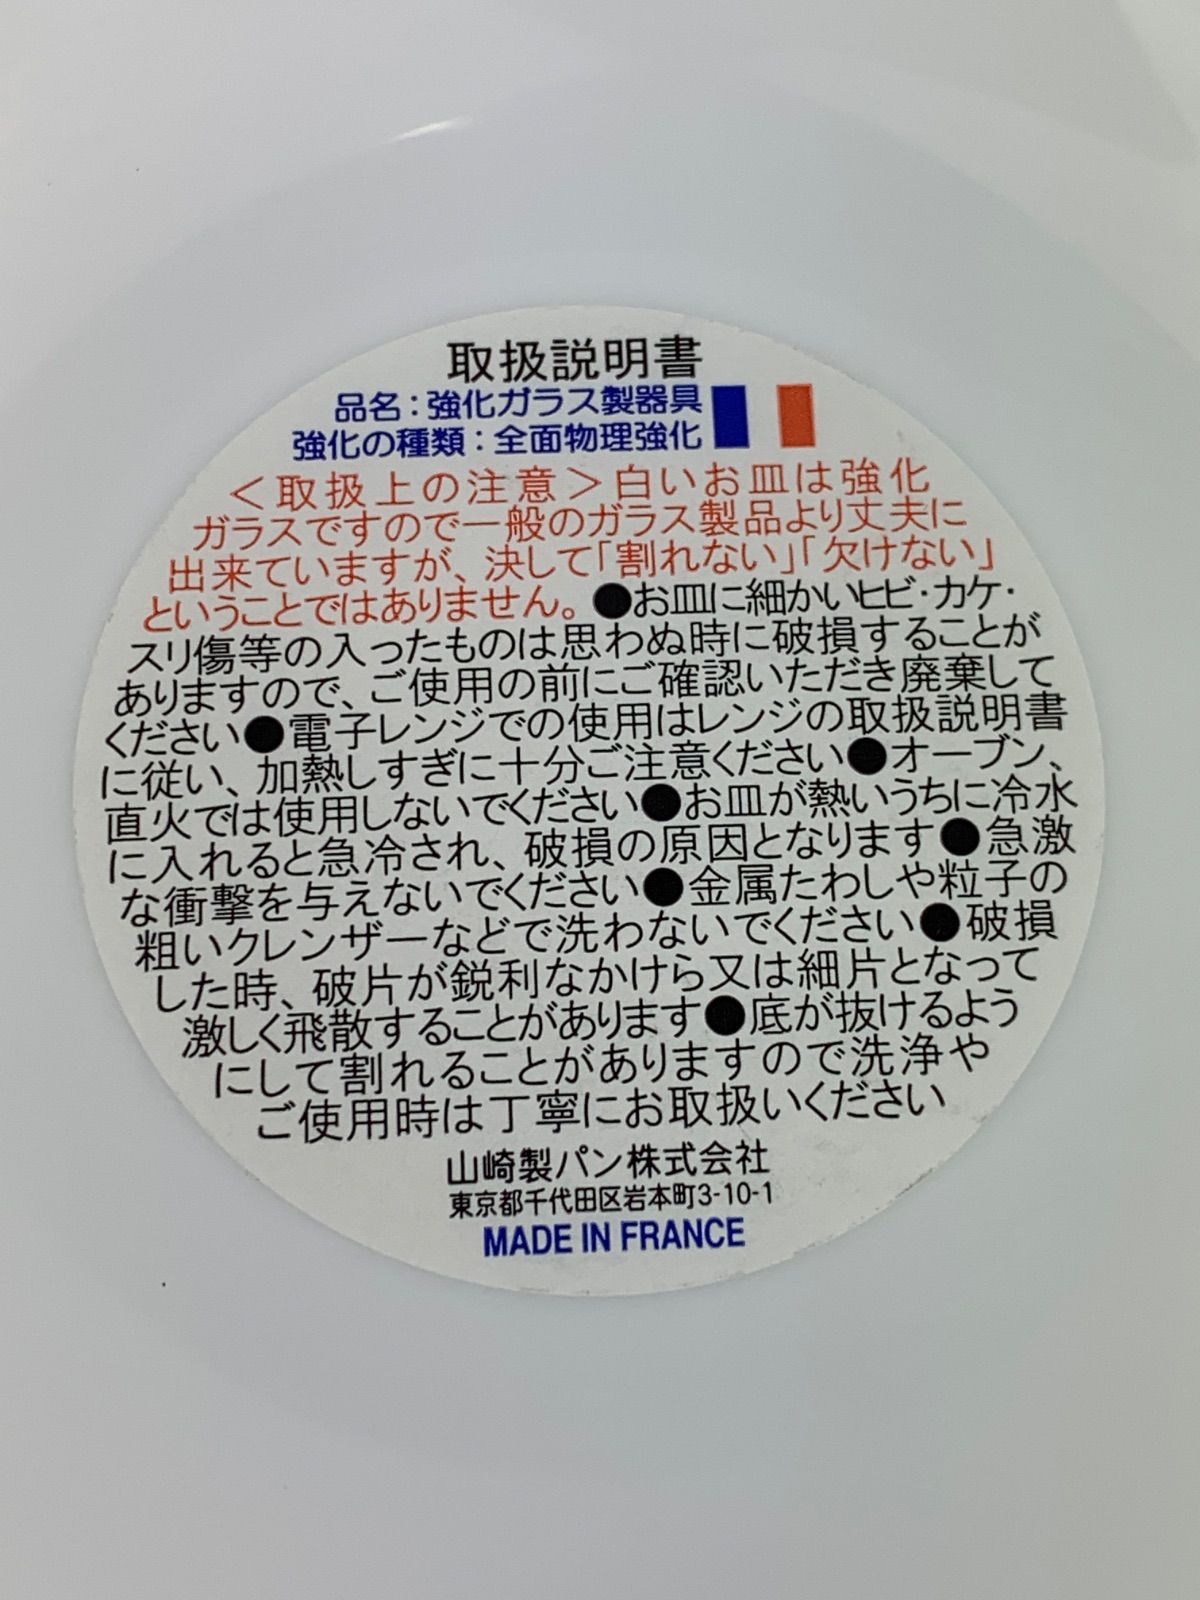 取扱説明書
品名：強化ガラス製器具
強化の種類：全面物理強化
＜取扱上の注意＞白いお皿は強化
ガラスですので一般のガラス製品より丈夫に
出来ていますが、決して「割れない」「欠けない」
ということではありません。●お皿に細かいヒビ・カケ・
スリ傷等の入ったものは思わぬ時に破損することが
ありますので、ご使用の前にご確認いただき廃棄して
ください●電子レンジでの使用はレンジの取扱説明書
に従い、加熱しすぎに十分ご注意ください●オーブン、
直火では使用しないでください●お皿が熱いうちに冷水
に入れると急冷され、破損の原因となります●急激
な衝撃を与えないでください●金属たわしや粒子の
粗いクレンザーなどで洗わないでください●破損
した時、破片が鋭利なかけら又は細片となって
激しく飛散することがあります●底が抜けるよう
にして割れることがありますので洗浄や
ご使用時は丁寧にお取扱いください
山崎製パン株式会社
東京都千代田区岩本町3-10-1
MADE IN FRANCE